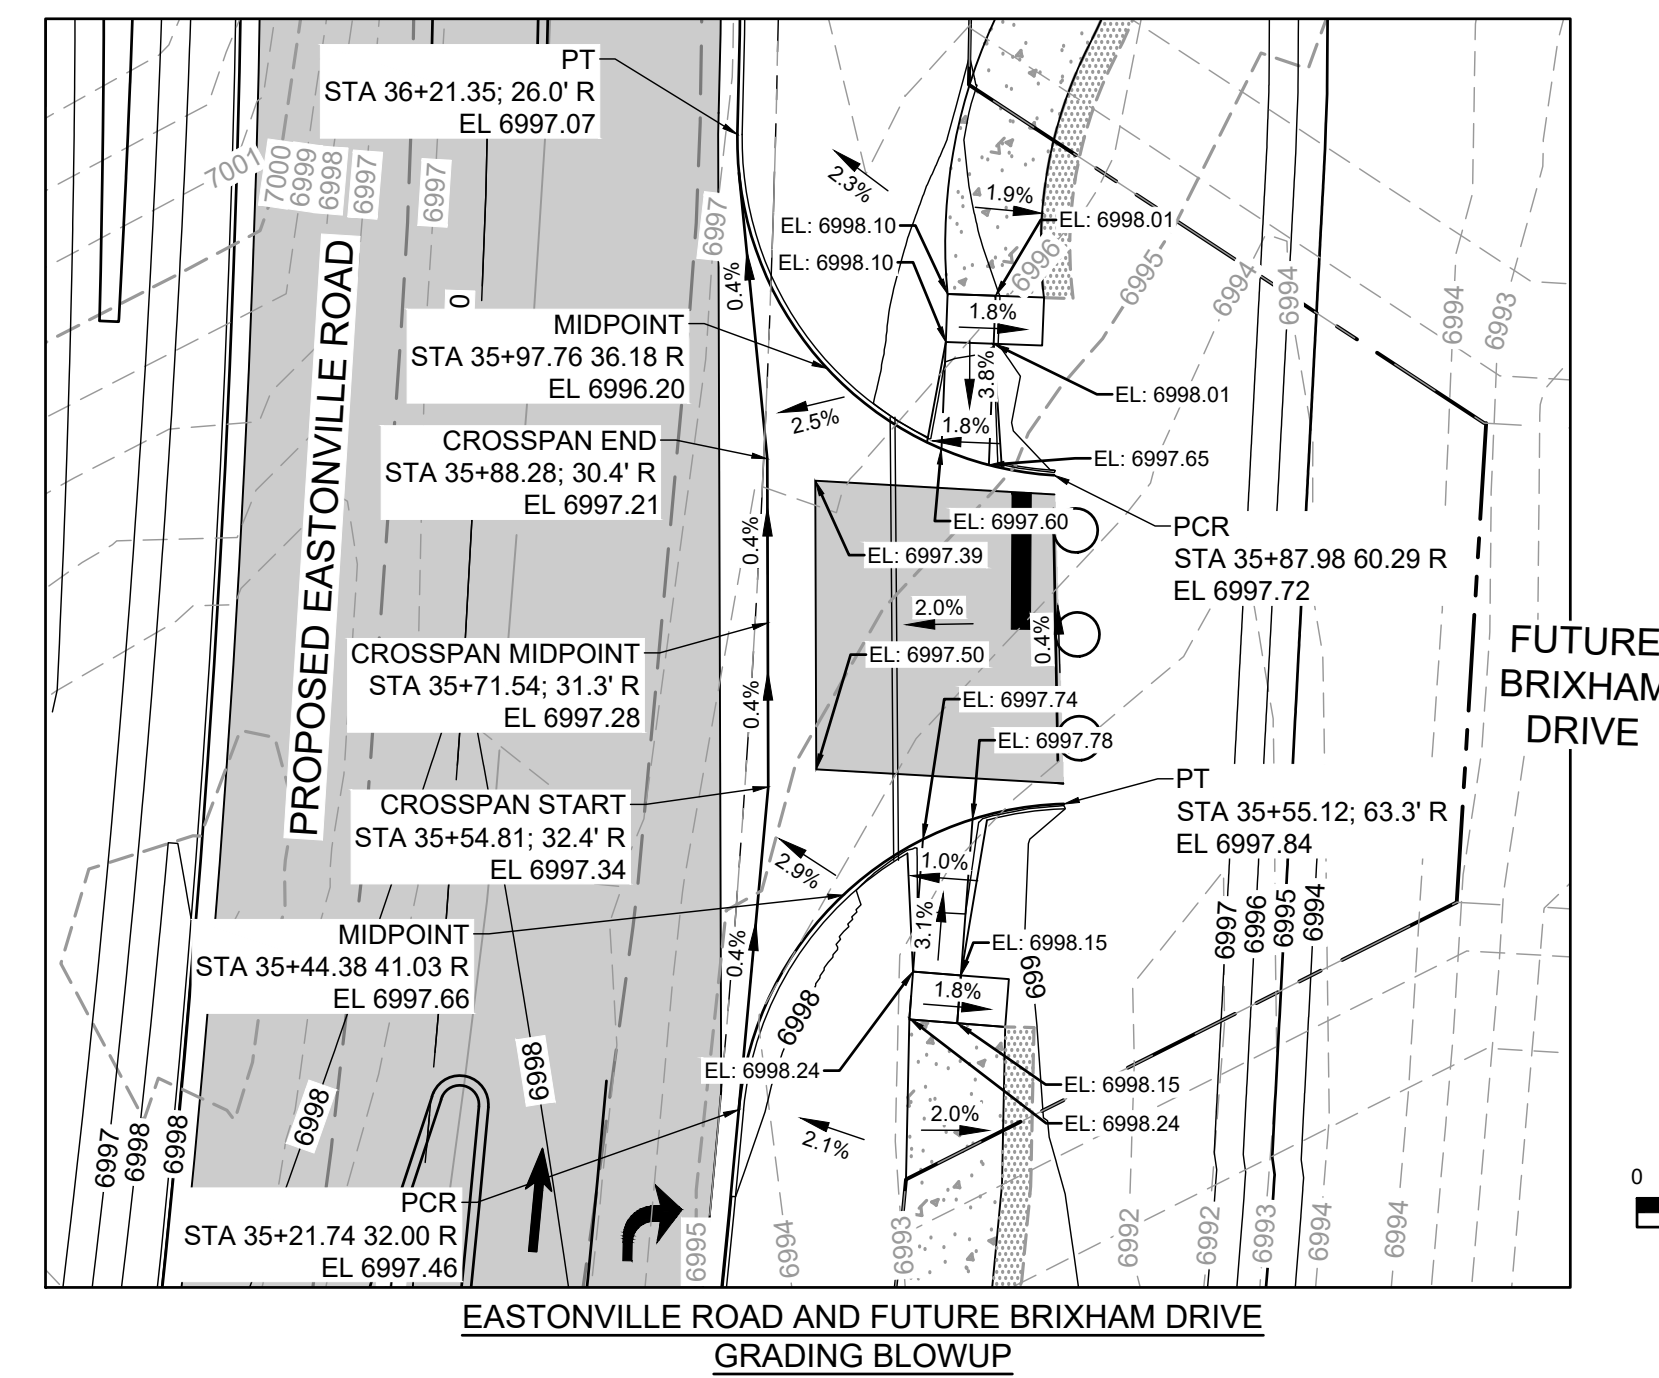 PT
STA 36+21.35; 26.0' R
EL 6997.07
7001
7000
6999
6998
6997
6997
6997
2.3%
1.9%
EL: 6998.10
EL: 6998.01
EL: 6998.10
6996
6995
6994
6994
6994
6993
PROPOSED EASTONVILLE ROAD
0.4%
1.8%
MIDPOINT
STA 35+97.76 36.18 R
EL 6996.20
3.8%
EL: 6998.01
2.5%
1.8%
CROSSPAN END
STA 35+88.28; 30.4' R
EL 6997.21
EL: 6997.65
EL: 6997.60
EL: 6997.39
PCR
STA 35+87.98 60.29 R
EL 6997.72
0.4%
2.0%
0.4%
FUTURE
BRIXHAM
DRIVE
CROSSPAN MIDPOINT
STA 35+71.54; 31.3' R
EL 6997.28
EL: 6997.50
0.4%
EL: 6997.74
EL: 6997.78
PT
STA 35+55.12; 63.3' R
EL 6997.84
CROSSPAN START
STA 35+54.81; 32.4' R
EL 6997.34
2.9%
1.0%
3.1%
6997
6996
6995
6994
MIDPOINT
STA 35+44.38 41.03 R
EL 6997.66
0.4%
EL: 6998.15
1.8%
6998
EL: 6998.24
EL: 6998.15
EL: 6998.24
2.0%
2.1%
6998
6998
6997
6998
6998
PCR
STA 35+21.74 32.00 R
EL 6997.46
6995
6994
6993
6992
6992
6993
6994
6994
0
EASTONVILLE ROAD AND FUTURE BRIXHAM DRIVE
GRADING BLOWUP